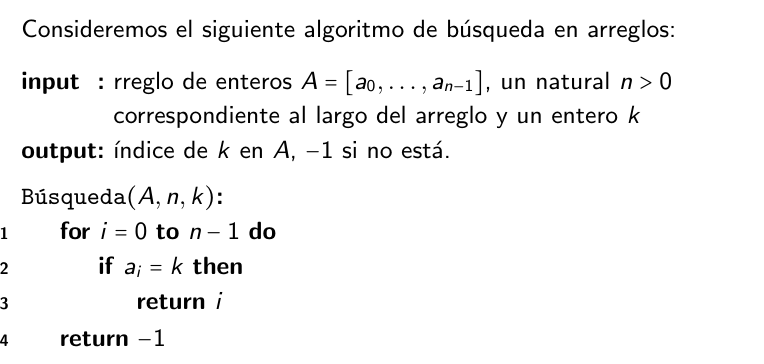 Consideremos el siguiente algoritmo de búsqueda en arreglos:
input : rreglo de enteros A = [a₀, . . . , aₙ₋₁], un natural n > 0
correspondiente al largo del arreglo y un entero k
output: índice de k en A, −1 si no está.
Búsqueda(A, n, k):
1 for i = 0 to n − 1 do
2 if aᵢ = k then
3 return i
4 return −1